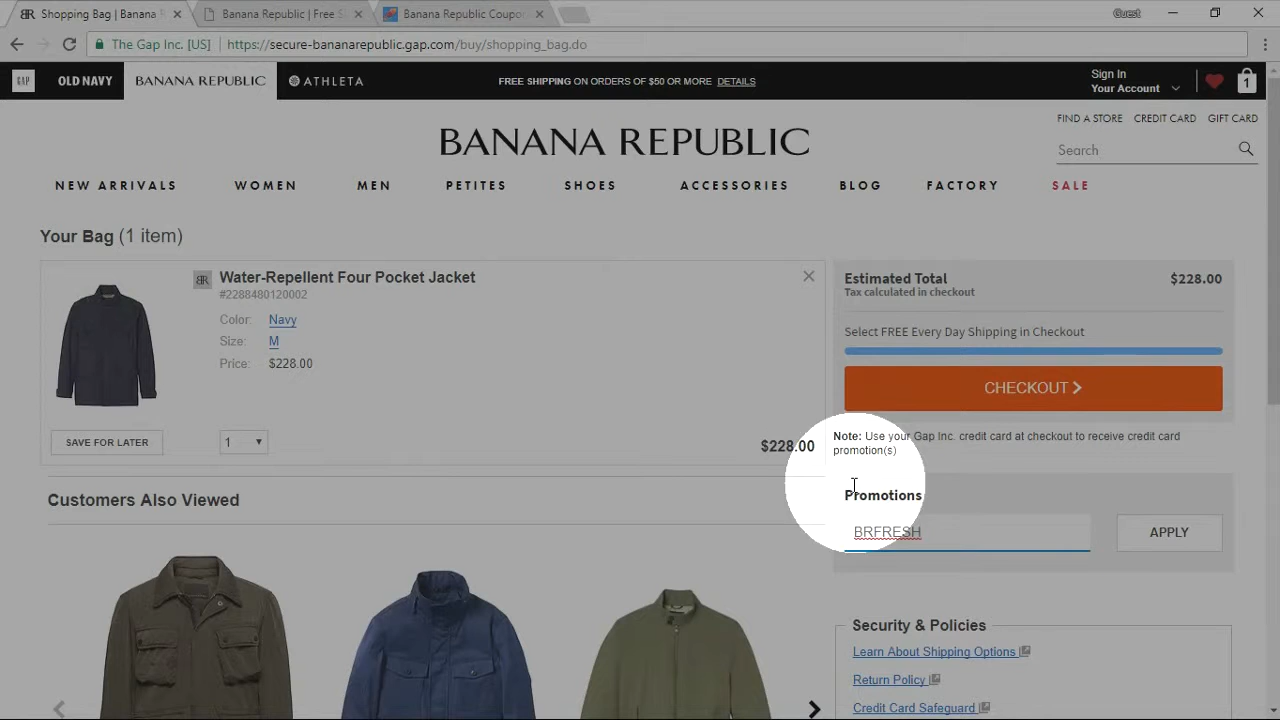 Shopping Bag | Banana R
Banana Republic | Free S
Banana Republic Coupo
Guest
The Gap Inc. [US]
https://secure-bananarepublic.gap.com/buy/shopping_bag.do
GAP
OLD NAVY
BANANA REPUBLIC
ATHLETA
FREE SHIPPING ON ORDERS OF $50 OR MORE DETAILS
Sign In
Your Account
1
FIND A STORE
CREDIT CARD
GIFT CARD
BANANA REPUBLIC
Search
NEW ARRIVALS
WOMEN
MEN
PETITES
SHOES
ACCESSORIES
BLOG
FACTORY
SALE
Your Bag (1 item)
BR
Water-Repellent Four Pocket Jacket
#2288480120002
Color: Navy
Size: M
Price: $228.00
SAVE FOR LATER
1
$228.00
Estimated Total $228.00
Tax calculated in checkout
Select FREE Every Day Shipping in Checkout
CHECKOUT
Note: Use your Gap Inc. credit card at checkout to receive credit card
promotion(s)
Promotions
BRFRESH
APPLY
Customers Also Viewed
Security & Policies
Learn About Shipping Options
Return Policy
Credit Card Safeguard